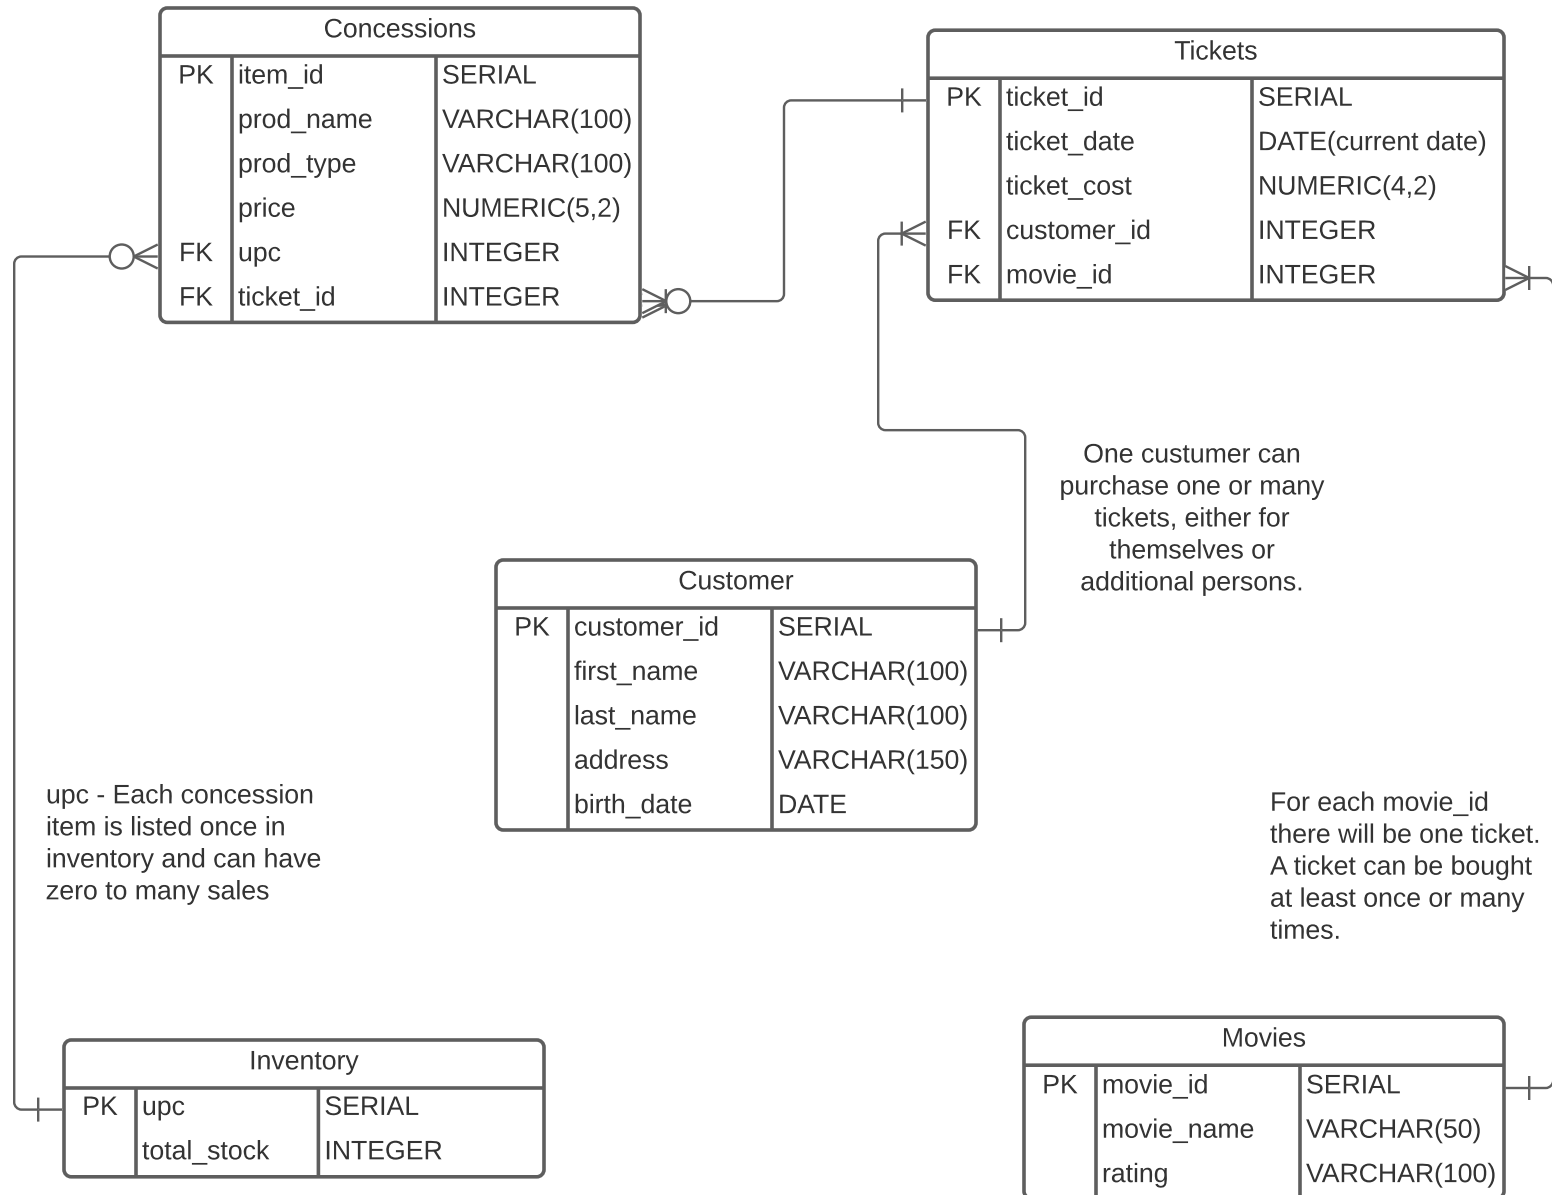 Concessions
PK item_id SERIAL
prod_name VARCHAR(100)
prod_type VARCHAR(100)
price NUMERIC(5,2)
FK upc INTEGER
FK ticket_id INTEGER
Tickets
PK ticket_id SERIAL
ticket_date DATE(current date)
ticket_cost NUMERIC(4,2)
FK customer_id INTEGER
FK movie_id INTEGER
One custumer can
purchase one or many
tickets, either for
themselves or
additional persons.
Customer
PK customer_id SERIAL
first_name VARCHAR(100)
last_name VARCHAR(100)
address VARCHAR(150)
birth_date DATE
upc - Each concession
item is listed once in
inventory and can have
zero to many sales
For each movie_id
there will be one ticket.
A ticket can be bought
at least once or many
times.
Inventory
PK upc SERIAL
total_stock INTEGER
Movies
PK movie_id SERIAL
movie_name VARCHAR(50)
rating VARCHAR(100)